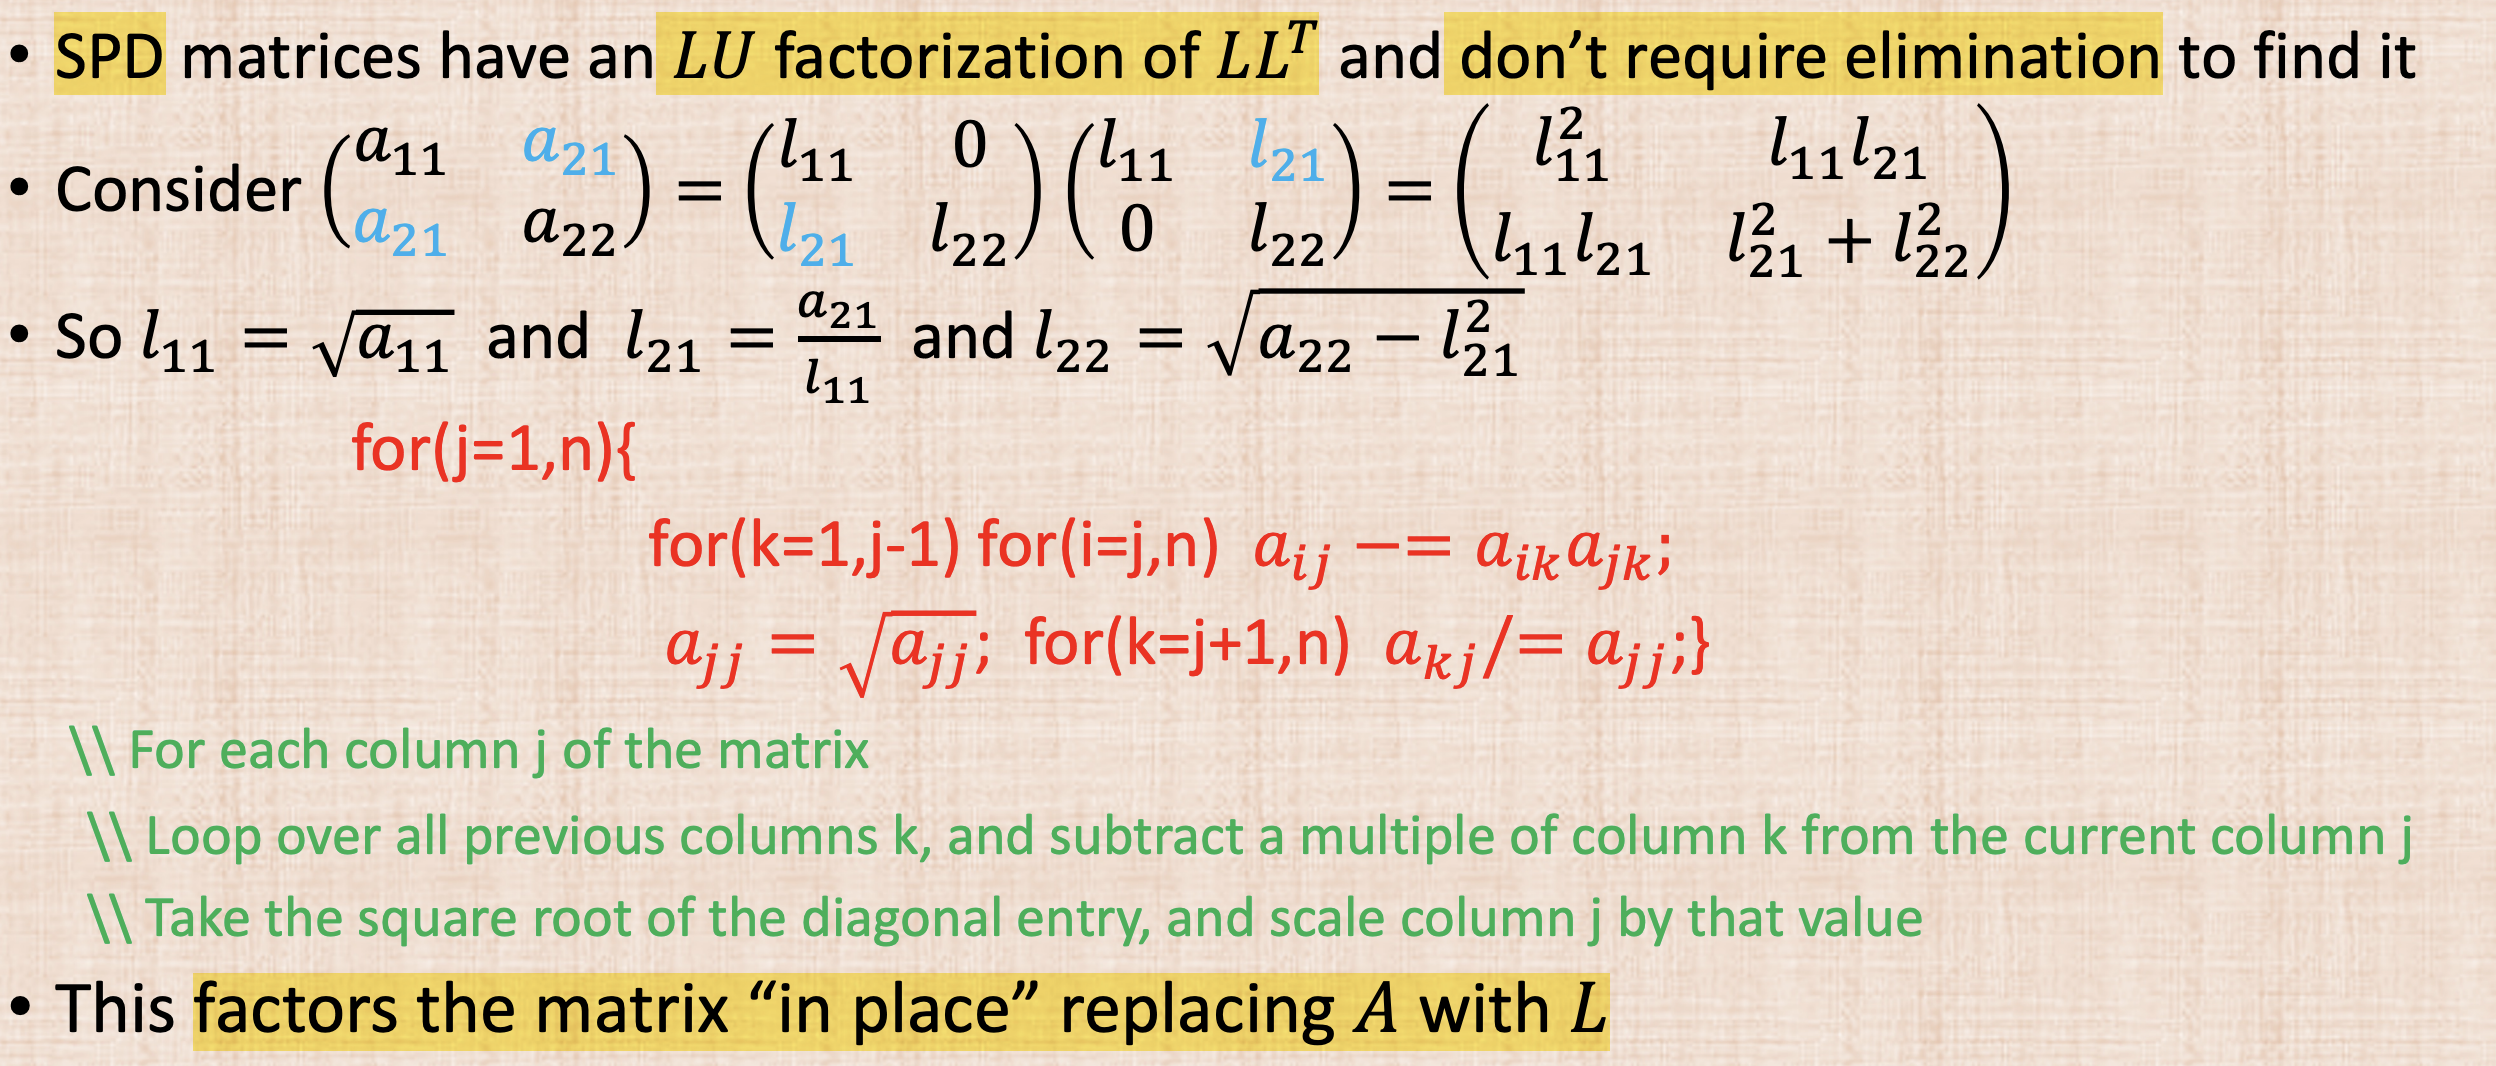 • SPD matrices have an LU factorization of LLᵀ and don’t require elimination to find it
• Consider \begin{pmatrix} a_{11} & a_{21} \\ a_{21} & a_{22} \end{pmatrix} = \begin{pmatrix} l_{11} & 0 \\ l_{21} & l_{22} \end{pmatrix} \begin{pmatrix} l_{11} & l_{21} \\ 0 & l_{22} \end{pmatrix} = \begin{pmatrix} l_{11}^2 & l_{11}l_{21} \\ l_{11}l_{21} & l_{21}^2 + l_{22}^2 \end{pmatrix}
• So l_{11} = \sqrt{a_{11}} and l_{21} = \frac{a_{21}}{l_{11}} and l_{22} = \sqrt{a_{22} - l_{21}^2}
for(j=1,n){
for(k=1,j-1) for(i=j,n) a_{ij} −= a_{ik}a_{jk};
a_{jj} = \sqrt{a_{jj}}; for(k=j+1,n) a_{kj}/= a_{jj};}
\\ For each column j of the matrix
\\ Loop over all previous columns k, and subtract a multiple of column k from the current column j
\\ Take the square root of the diagonal entry, and scale column j by that value
• This factors the matrix “in place” replacing A with L